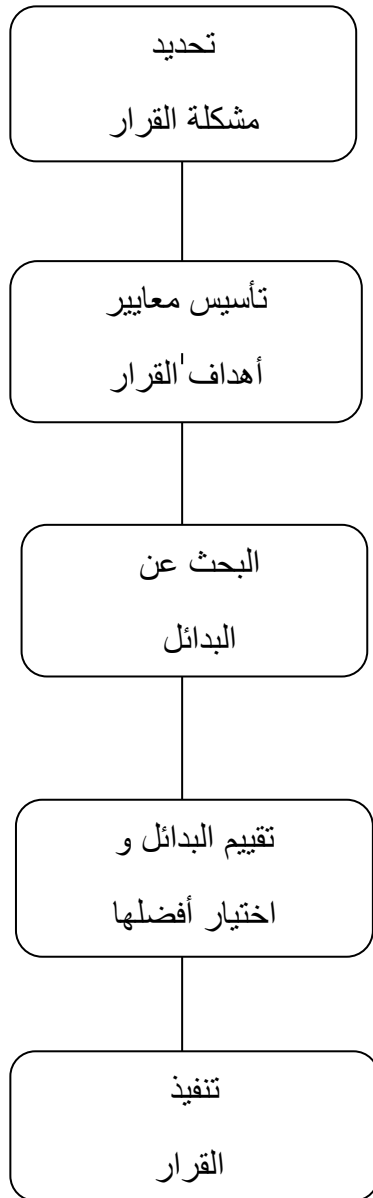 تحديد
مشكلة القرار
تأسيس معايير
أهداف'القرار
البحث عن
البدائل
تقييم البدائل و
اختيار أفضلها
تنفيذ
القرار